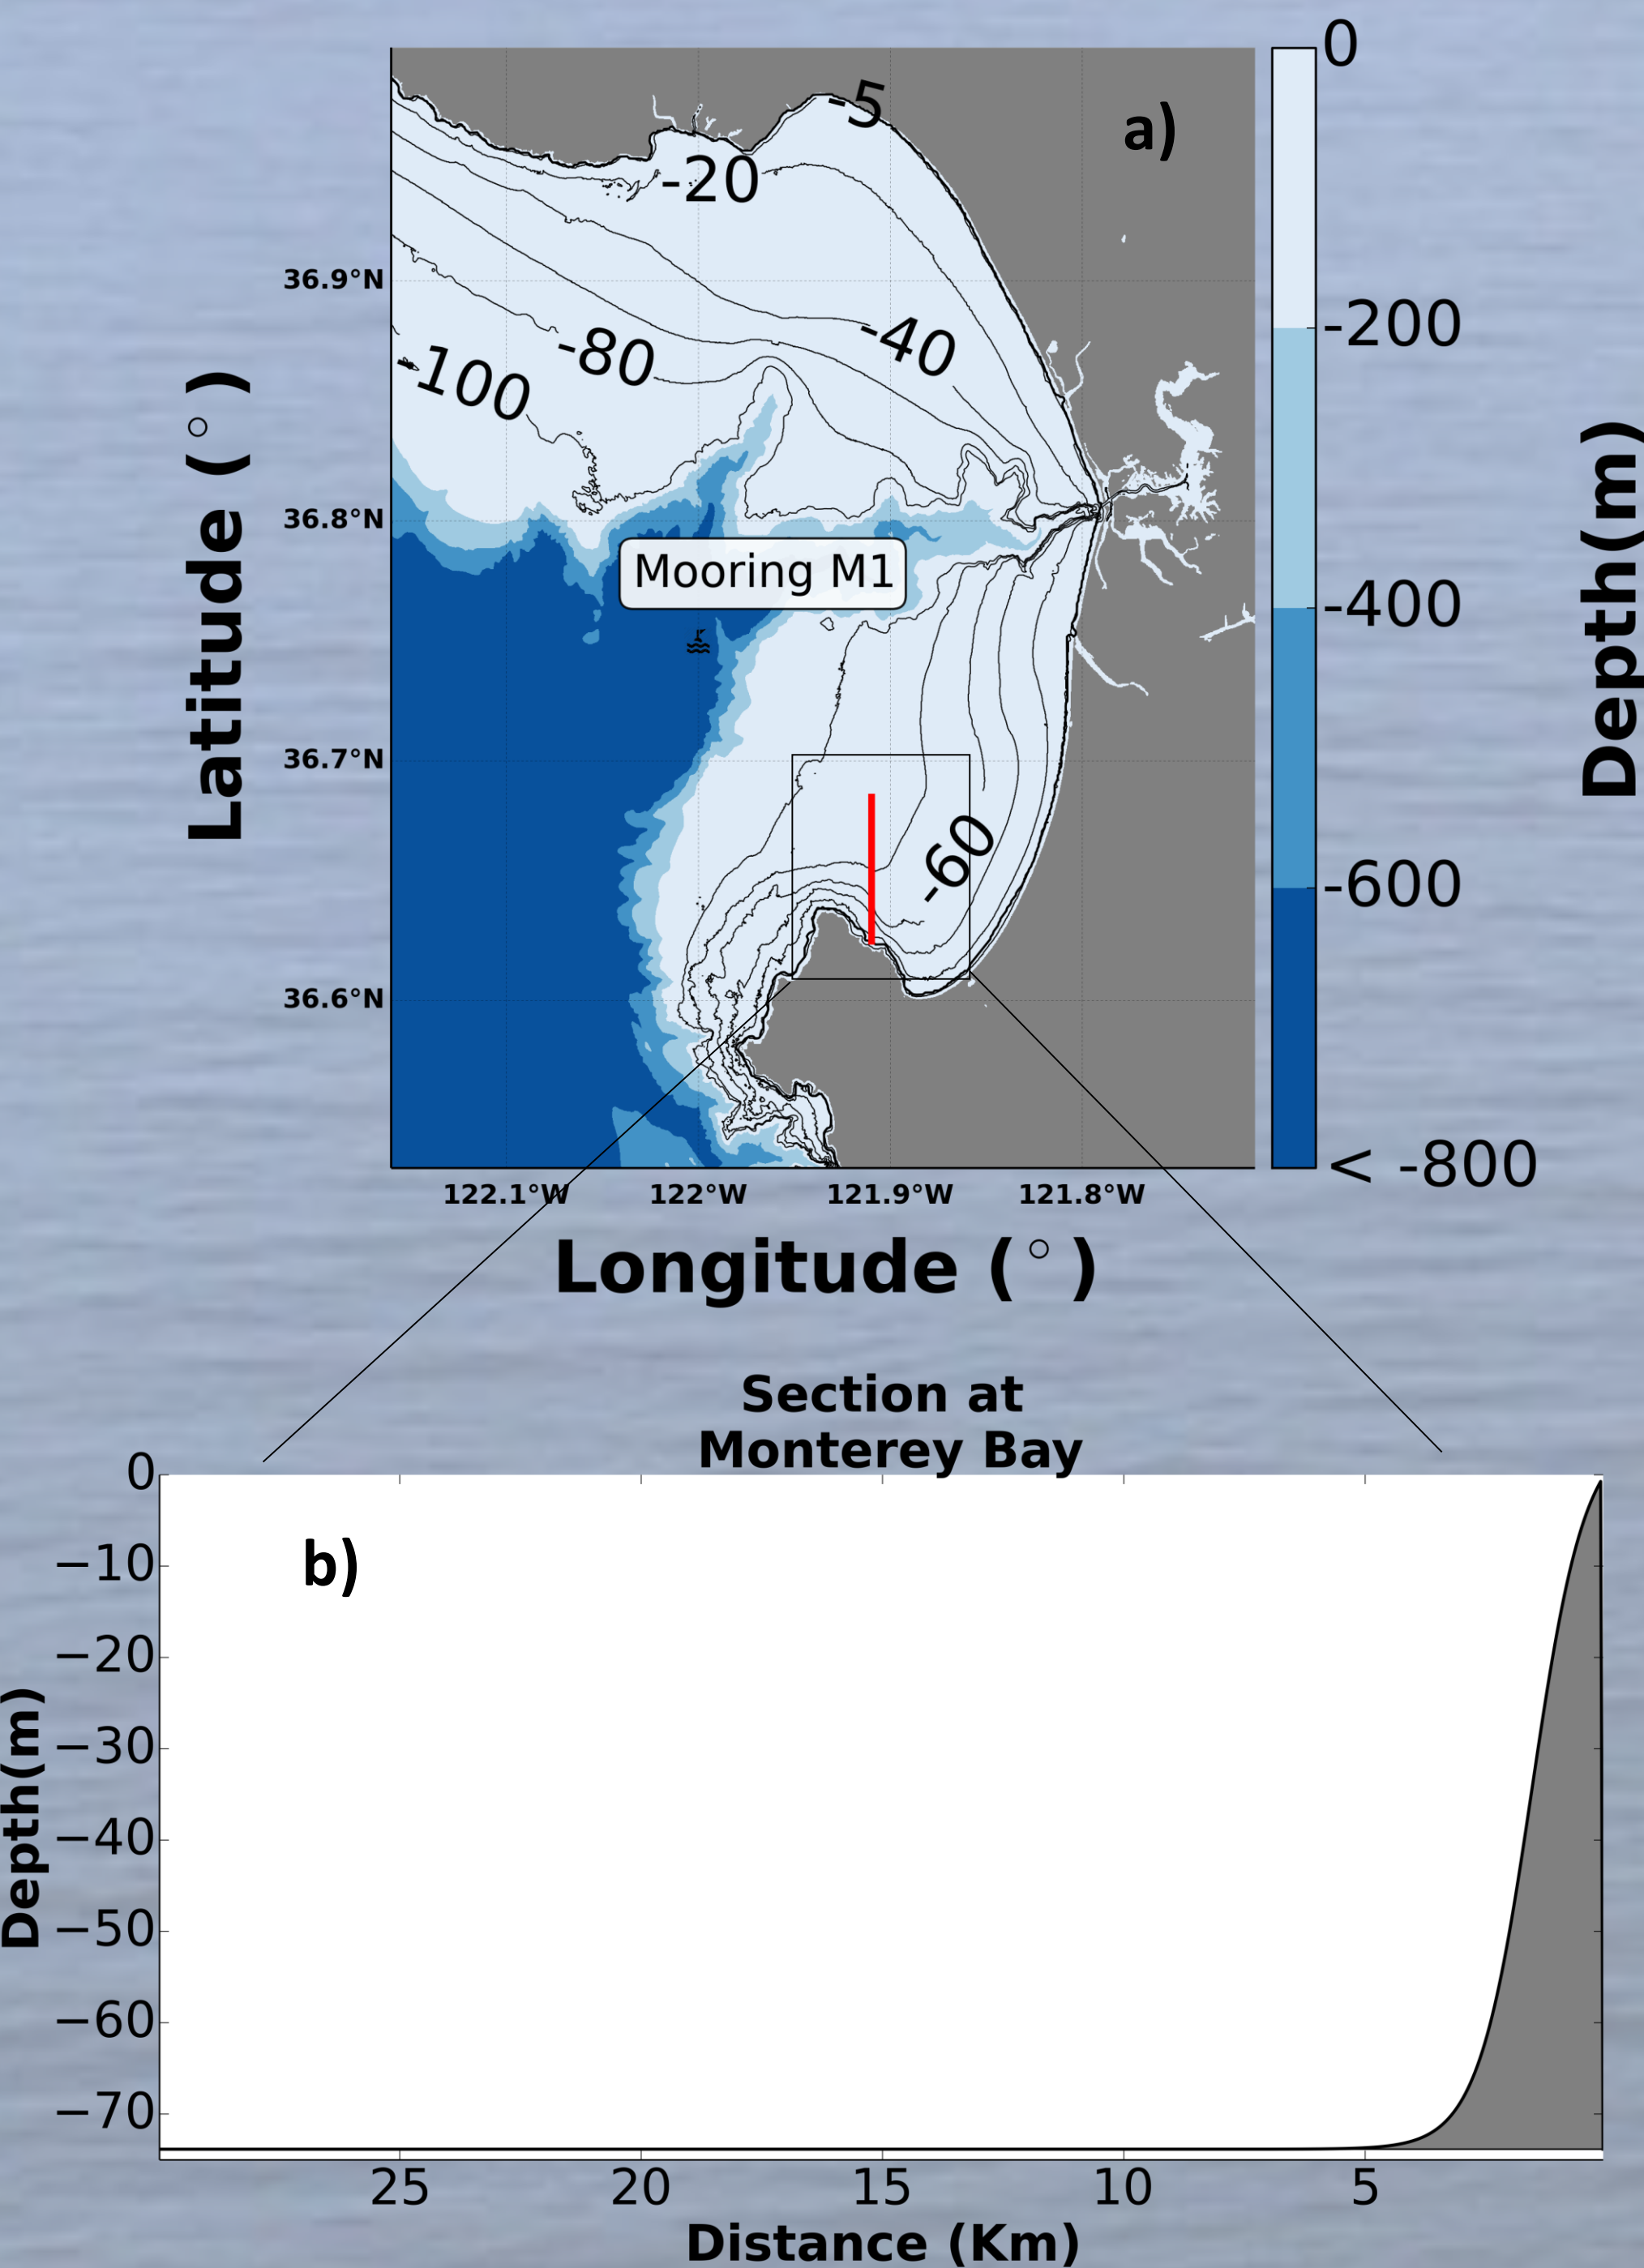 a)
0
-200
-400
-600
< -800
Depth(m)
-5
-20
-40
-80
-100
-60
Mooring M1
36.9°N
36.8°N
36.7°N
36.6°N
Latitude (°)
122.1°W
122°W
121.9°W
121.8°W
Longitude (°)
Section at
Monterey Bay
b)
0
−10
−20
−30
−40
−50
−60
−70
Depth(m)
25
20
15
10
5
Distance (Km)